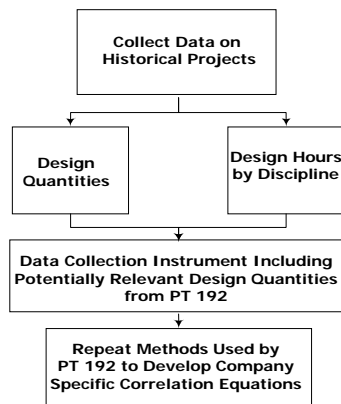 Collect Data on
Historical Projects
Design
Quantities
Design Hours
by Discipline
Data Collection Instrument Including
Potentially Relevant Design Quantities
from PT 192
Repeat Methods Used by
PT 192 to Develop Company
Specific Correlation Equations